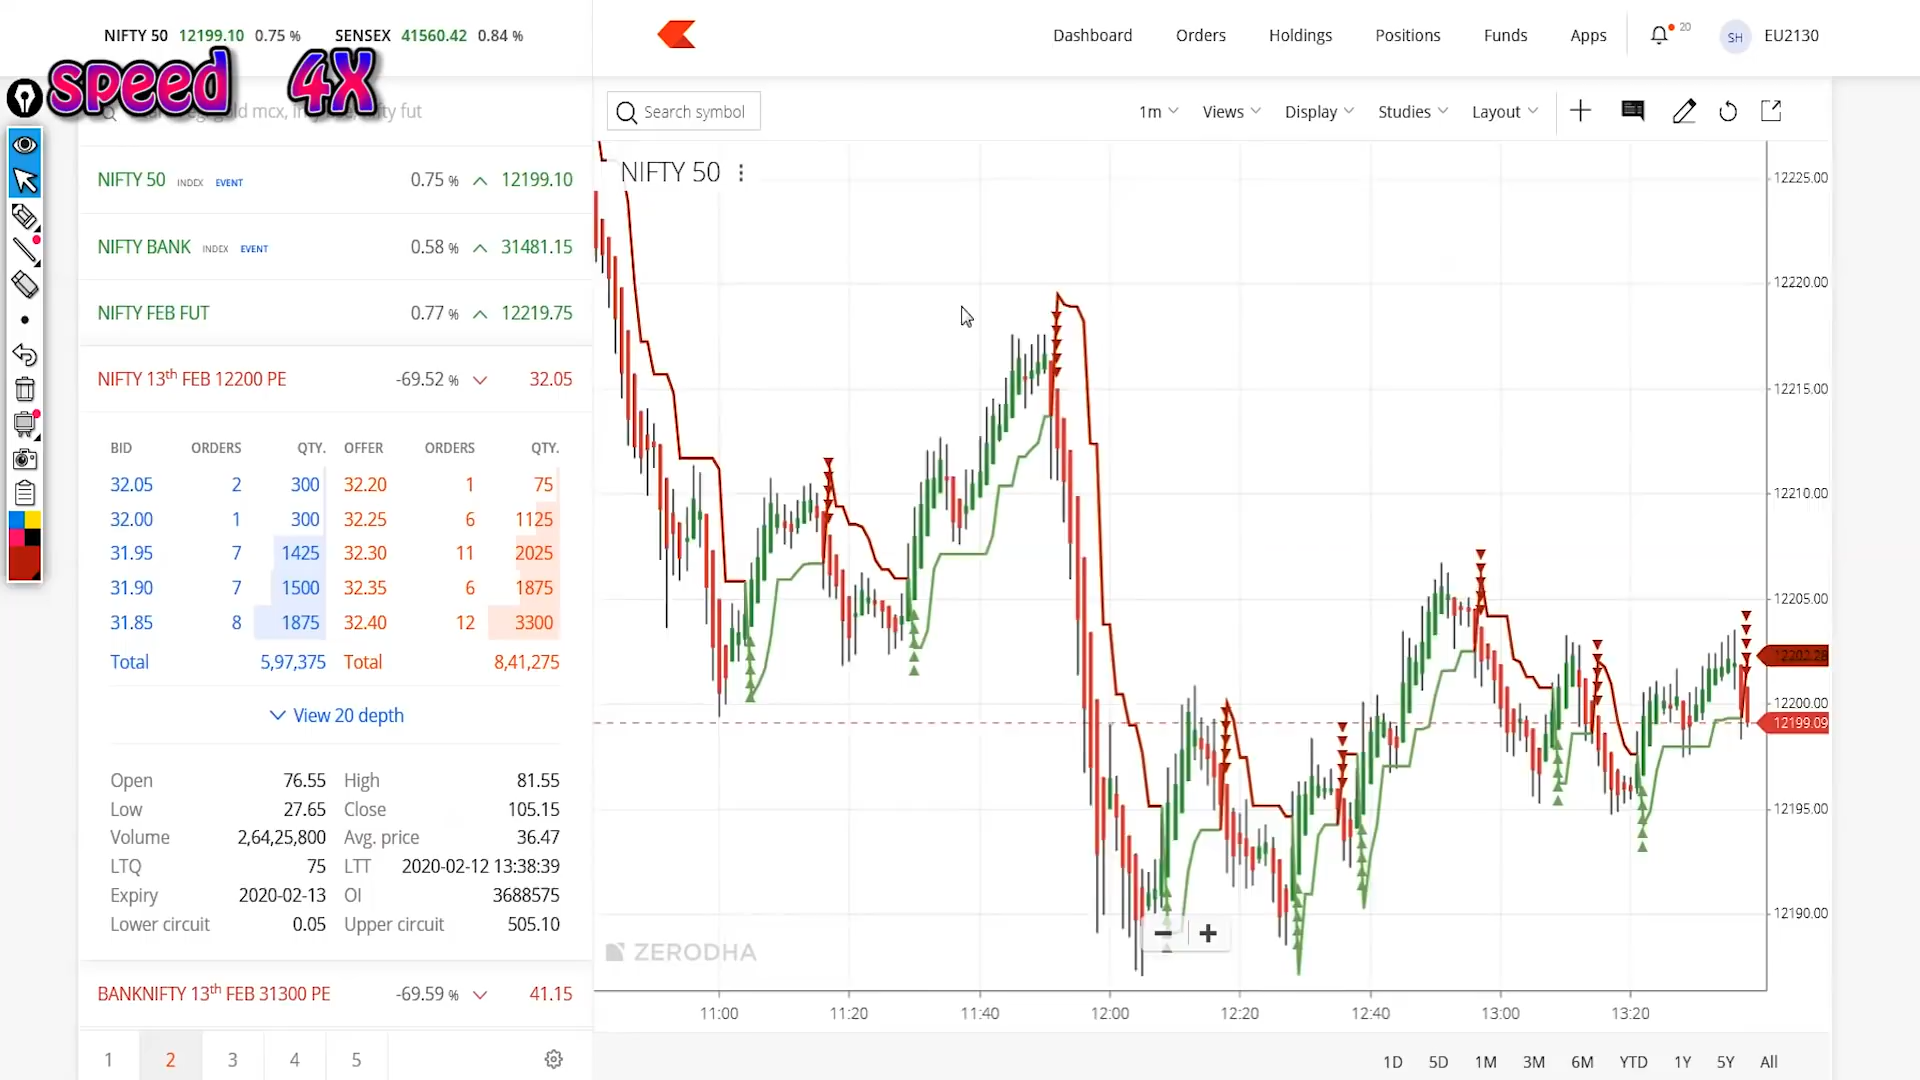 NIFTY 50 12199.10 0.75 % SENSEX 41560.42 0.84 %
Dashboard Orders Holdings Positions Funds Apps 20 SH EU2130
speed 4X
gold mcx, fut
Search symbol
1m Views Display Studies Layout
NIFTY 50 INDEX EVENT 0.75 % 12199.10
NIFTY BANK INDEX EVENT 0.58 % 31481.15
NIFTY FEB FUT 0.77 % 12219.75
NIFTY 13th FEB 12200 PE -69.52 % 32.05
BID ORDERS QTY. OFFER ORDERS QTY.
32.05 2 300 32.20 1 75
32.00 1 300 32.25 6 1125
31.95 7 1425 32.30 11 2025
31.90 7 1500 32.35 6 1875
31.85 8 1875 32.40 12 3300
Total 5,97,375 Total 8,41,275
View 20 depth
Open 76.55 High 81.55
Low 27.65 Close 105.15
Volume 2,64,25,800 Avg. price 36.47
LTQ 75 LTT 2020-02-12 13:38:39
Expiry 2020-02-13 OI 3688575
Lower circuit 0.05 Upper circuit 505.10
BANKNIFTY 13th FEB 31300 PE -69.59 % 41.15
1 2 3 4 5
NIFTY 50
12225.00
12220.00
12215.00
12210.00
12205.00
12202.28
12200.00
12199.09
12195.00
12190.00
ZERODHA
11:00 11:20 11:40 12:00 12:20 12:40 13:00 13:20
1D 5D 1M 3M 6M YTD 1Y 5Y All